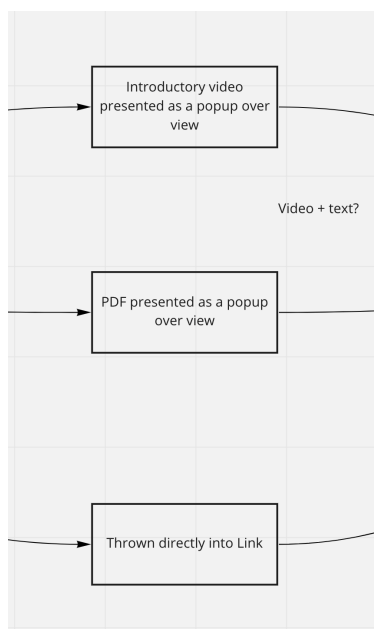 Introductory video
presented as a popup over
view
Video + text?
PDF presented as a popup
over view
Thrown directly into Link